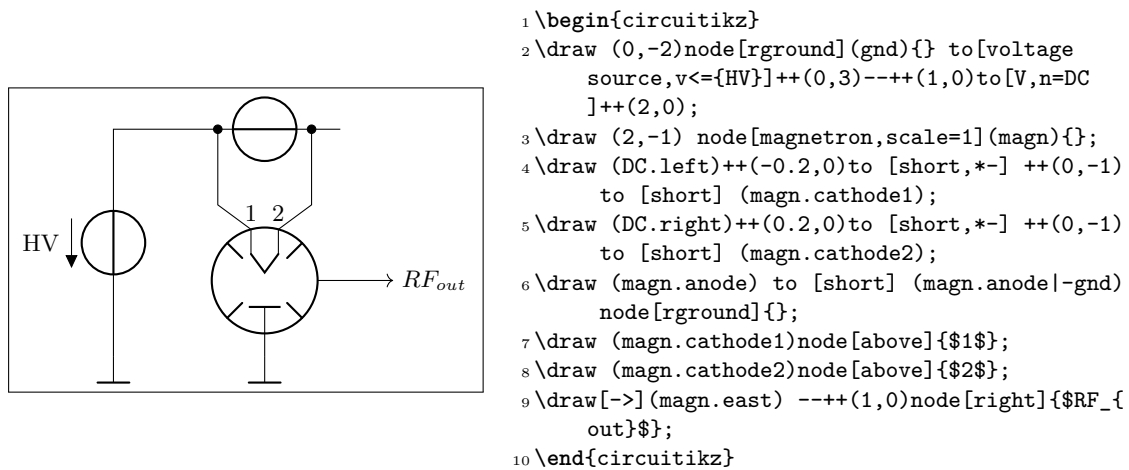 1 2
HV
RF_{out}
1 \begin{circuitikz}
2 \draw (0,-2)node[rground](gnd){} to[voltage
source,v<={HV}]++(0,3)--++(1,0)to[V,n=DC
]++(2,0);
3 \draw (2,-1) node[magnetron,scale=1](magn){};
4 \draw (DC.left)++(-0.2,0)to [short,*-] ++(0,-1)
to [short] (magn.cathode1);
5 \draw (DC.right)++(0.2,0)to [short,*-] ++(0,-1)
to [short] (magn.cathode2);
6 \draw (magn.anode) to [short] (magn.anode|-gnd)
node[rground]{};
7 \draw (magn.cathode1)node[above]{$1$};
8 \draw (magn.cathode2)node[above]{$2$};
9 \draw[->](magn.east) --++(1,0)node[right]{$RF_{
out}$};
10 \end{circuitikz}